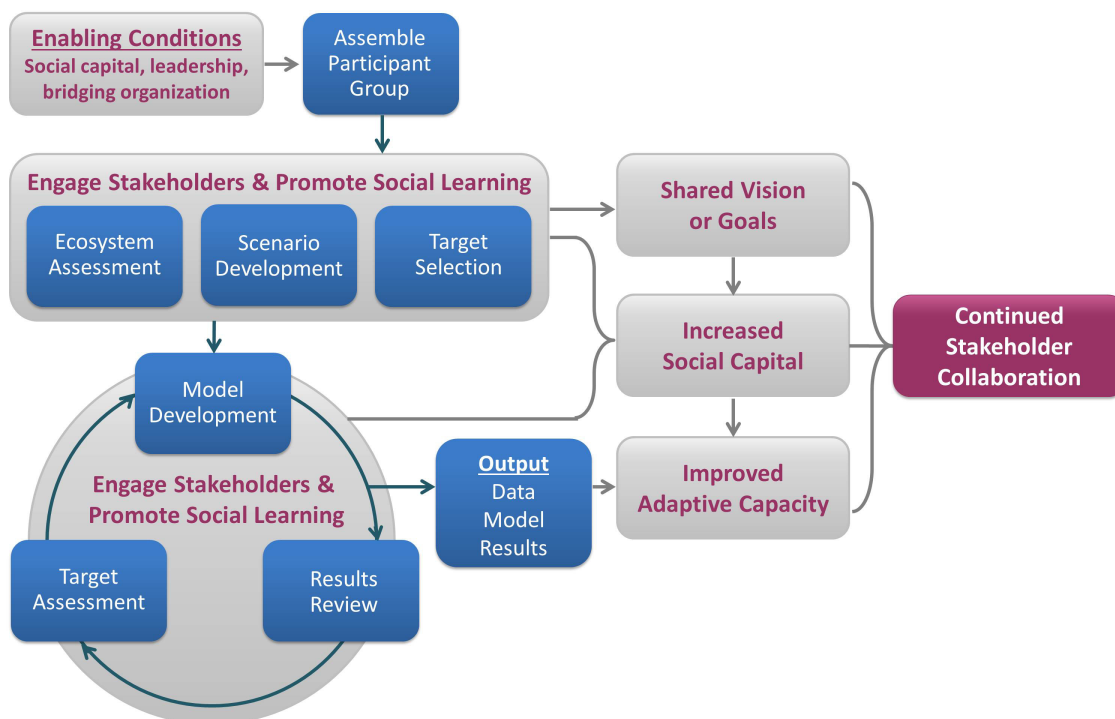 Enabling Conditions
Social capital, leadership,
bridging organization
Assemble
Participant
Group
Engage Stakeholders & Promote Social Learning
Ecosystem
Assessment
Scenario
Development
Target
Selection
Shared Vision
or Goals
Increased
Social Capital
Continued
Stakeholder
Collaboration
Model
Development
Engage Stakeholders &
Promote Social Learning
Output
Data
Model
Results
Improved
Adaptive Capacity
Target
Assessment
Results
Review